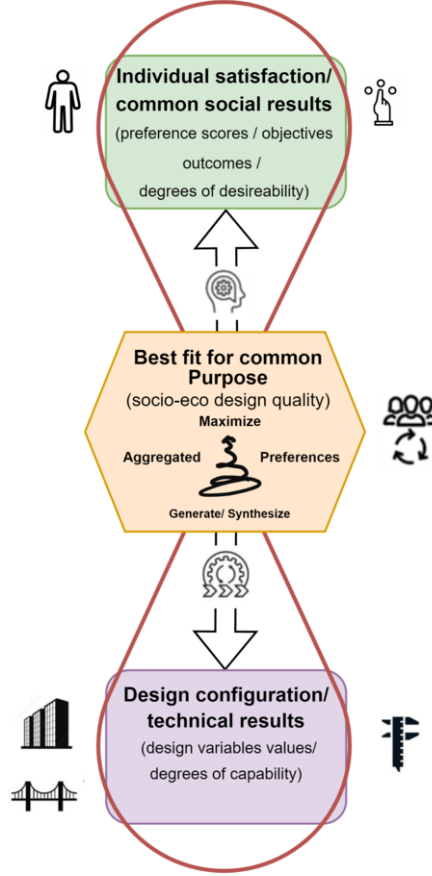 Individual satisfaction/
common social results
(preference scores / objectives
outcomes /
degrees of desireability)
Best fit for common
Purpose
(socio-eco design quality)
Maximize
Aggregated Preferences
Generate/ Synthesize
Design configuration/
technical results
(design variables values/
degrees of capability)